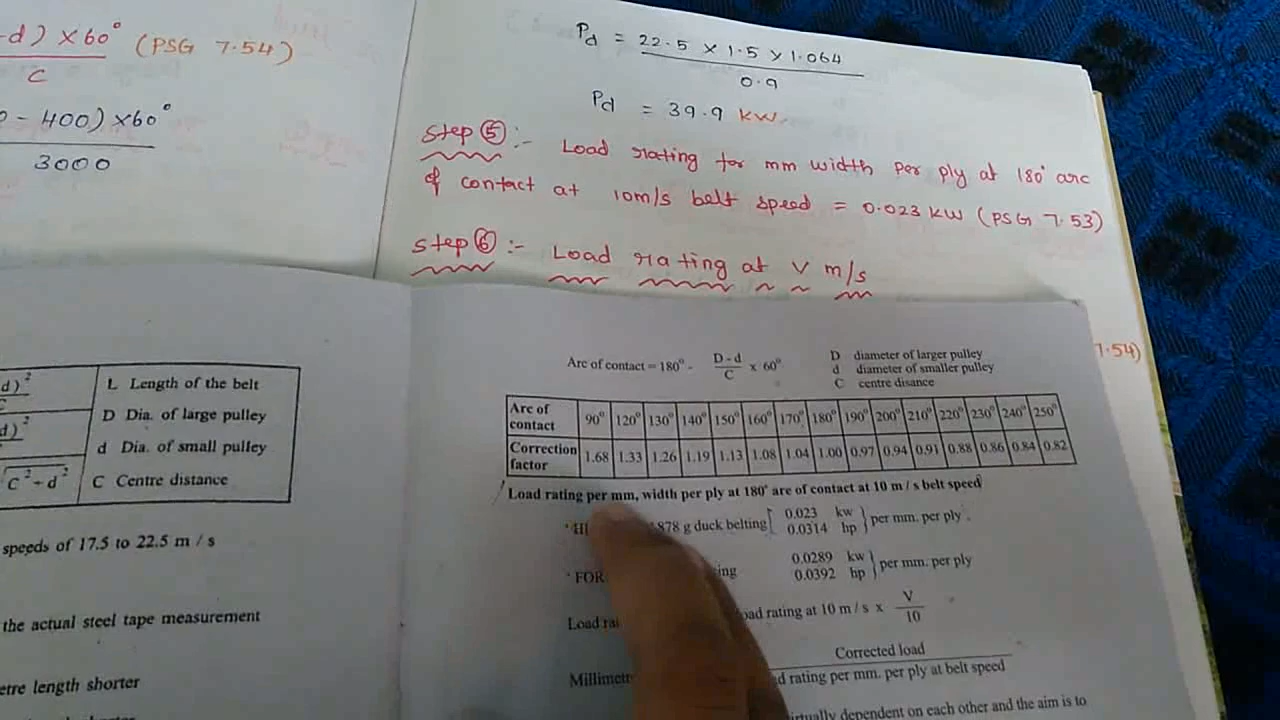 -d) × 60° (PSG 7.54)
C
- 400) × 60°
3000
Pd = 22.5 × 1.5 × 1.064
0.9
Pd = 39.9 kW.
Step ⑤ :- Load rating for mm width per ply at 180° arc
of contact at 10m/s belt speed = 0.023 KW (PSG 7.53)
Step ⑥ :- Load rating at V m/s
7.54)
d)²
d)²
√C² - d²
L Length of the belt
D Dia. of large pulley
d Dia. of small pulley
C Centre distance
speeds of 17.5 to 22.5 m / s
the actual steel tape measurement
etre length shorter
Arc of contact = 180° - D - d / C x 60°
D diameter of larger pulley
d diameter of smaller pulley
C centre disance
Arc of contact 90° 120° 130° 140° 150° 160° 170° 180° 190° 200° 210° 220° 230° 240° 250°
Correction factor 1.68 1.33 1.26 1.19 1.13 1.08 1.04 1.00 0.97 0.94 0.91 0.88 0.86 0.84 0.82
Load rating per mm, width per ply at 180° are of contact at 10 m / s belt speed
878 g duck belting 0.023 kw 0.0314 hp per mm. per ply
FOR 0.0289 kw 0.0392 hp per mm. per ply
Load rating at 10 m / s x V / 10
Corrected load
rating per mm. per ply at belt speed
dependent on each other and the aim is to